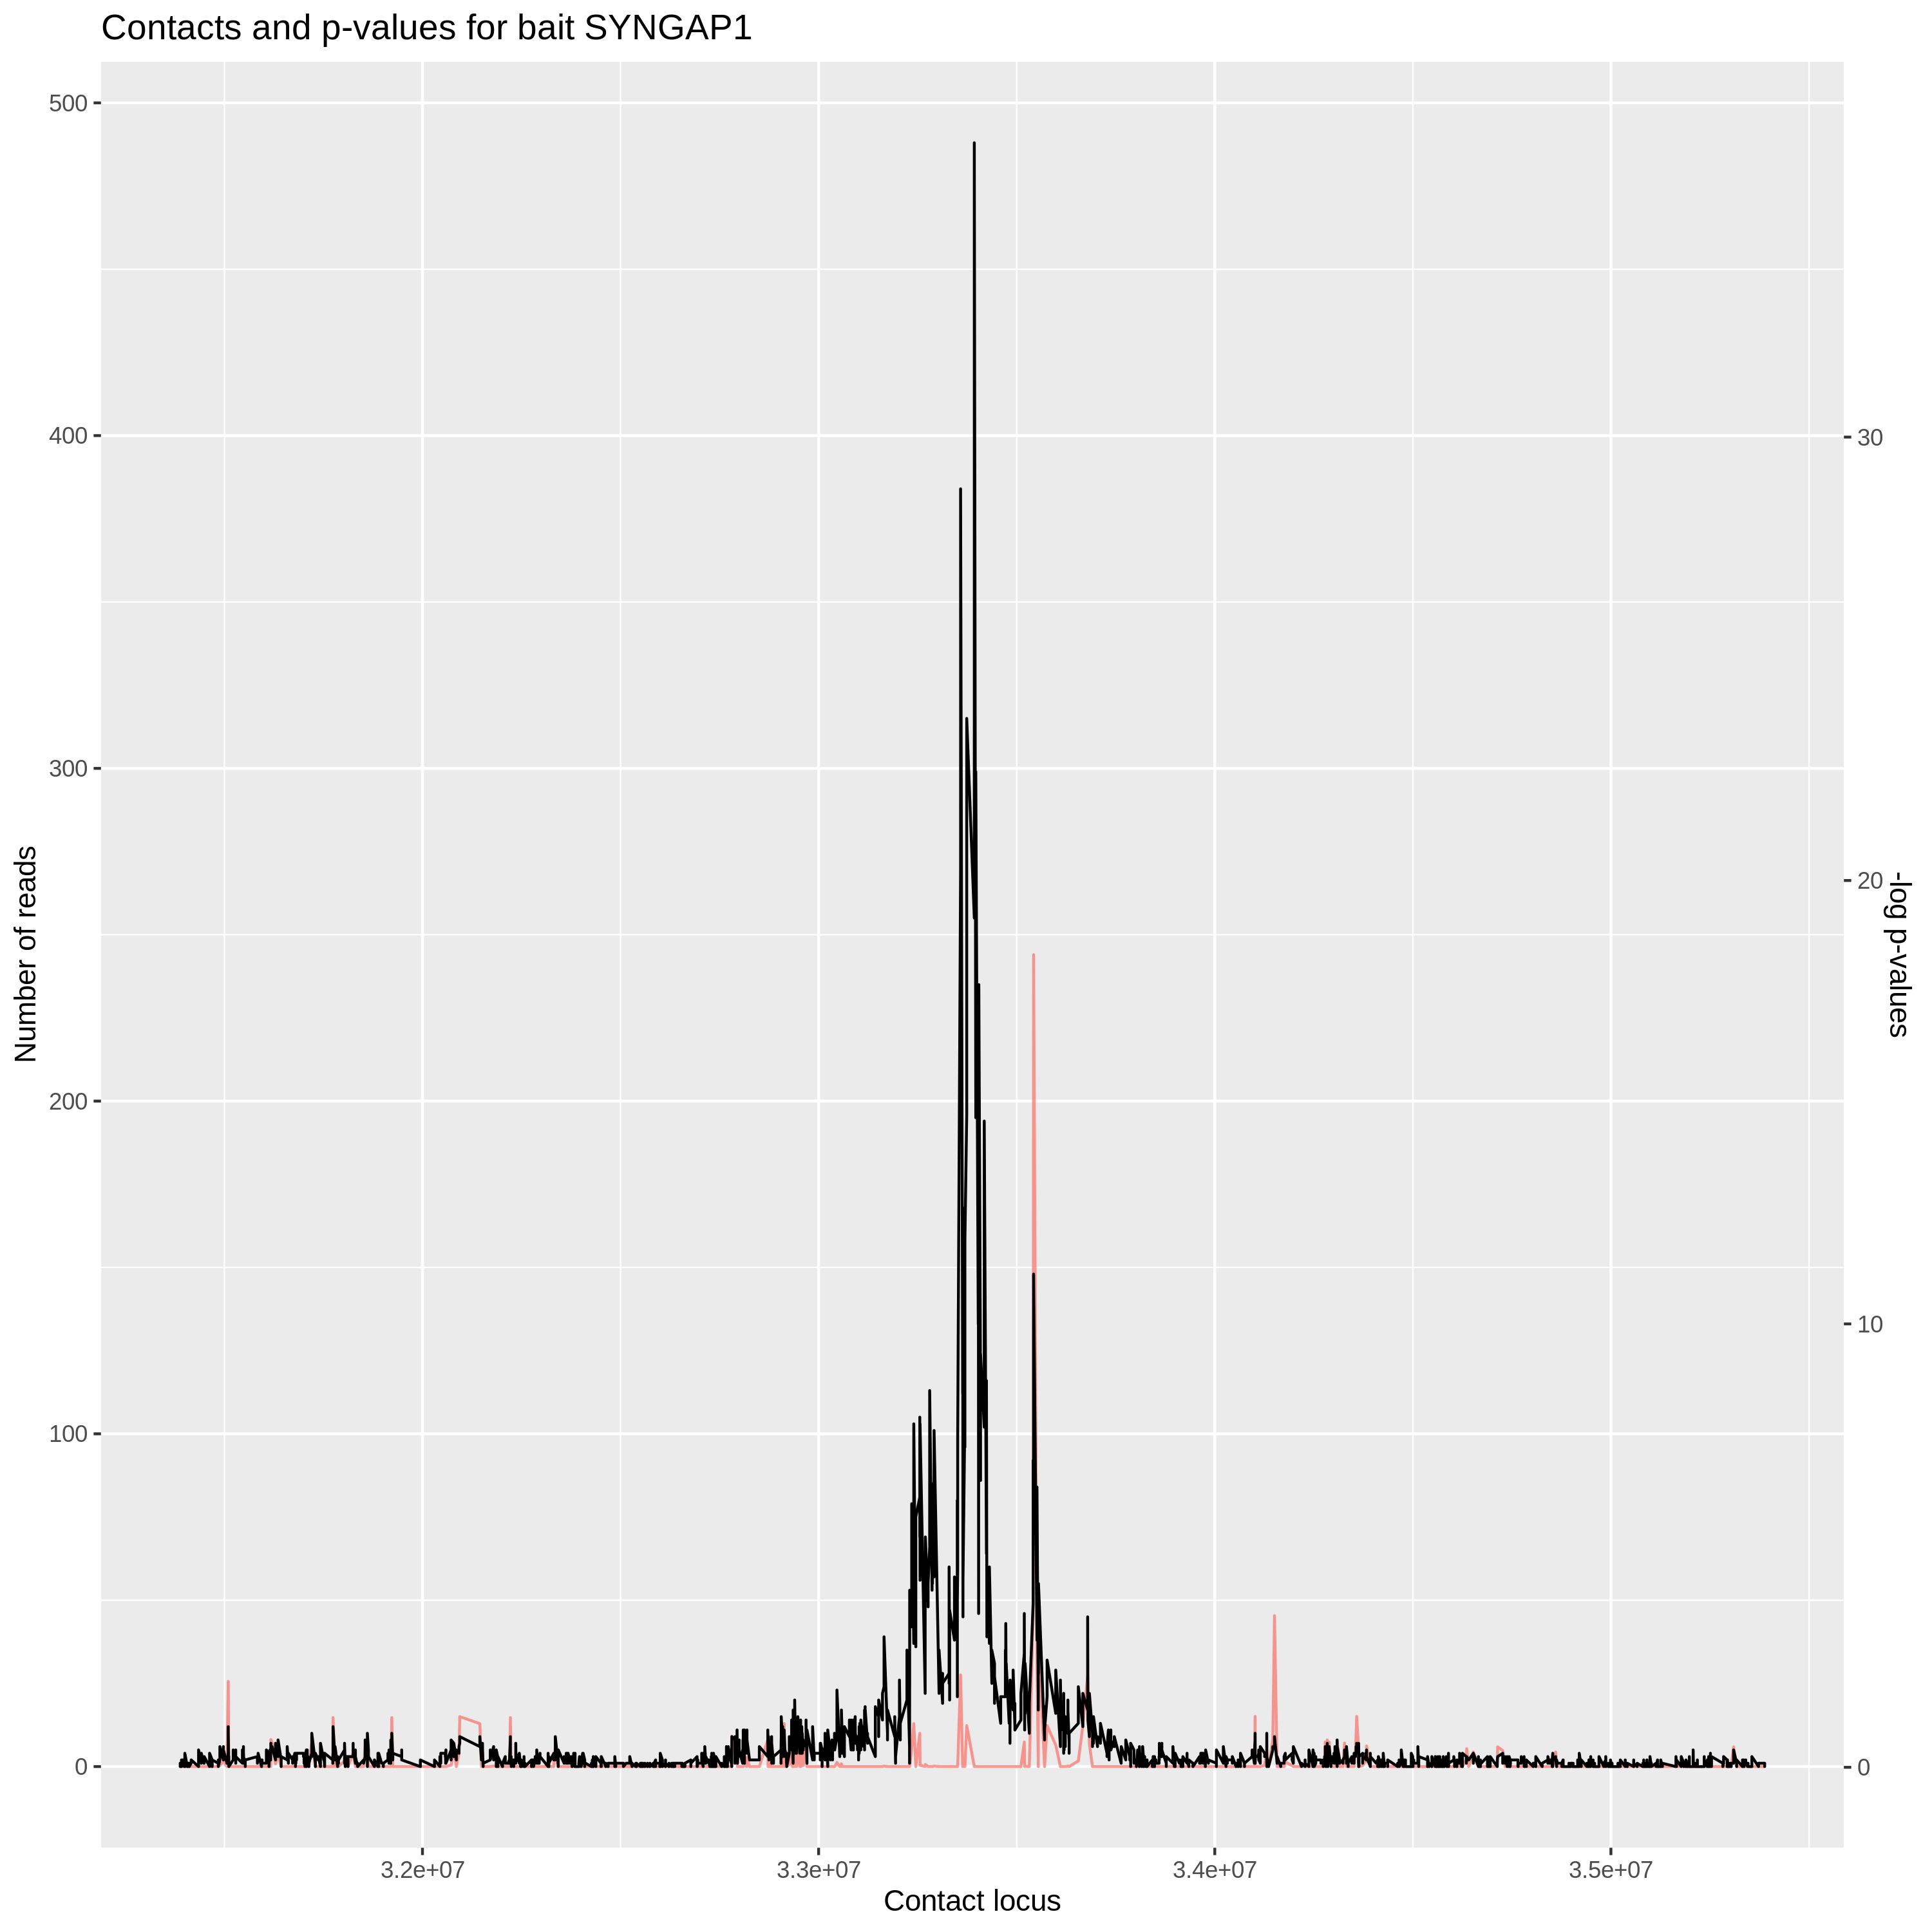 Contacts and p-values for bait SYNGAP1
500
400
300
200
100
0
Number of reads
30
20
10
0
-log p-values
3.2e+07
3.3e+07
3.4e+07
3.5e+07
Contact locus